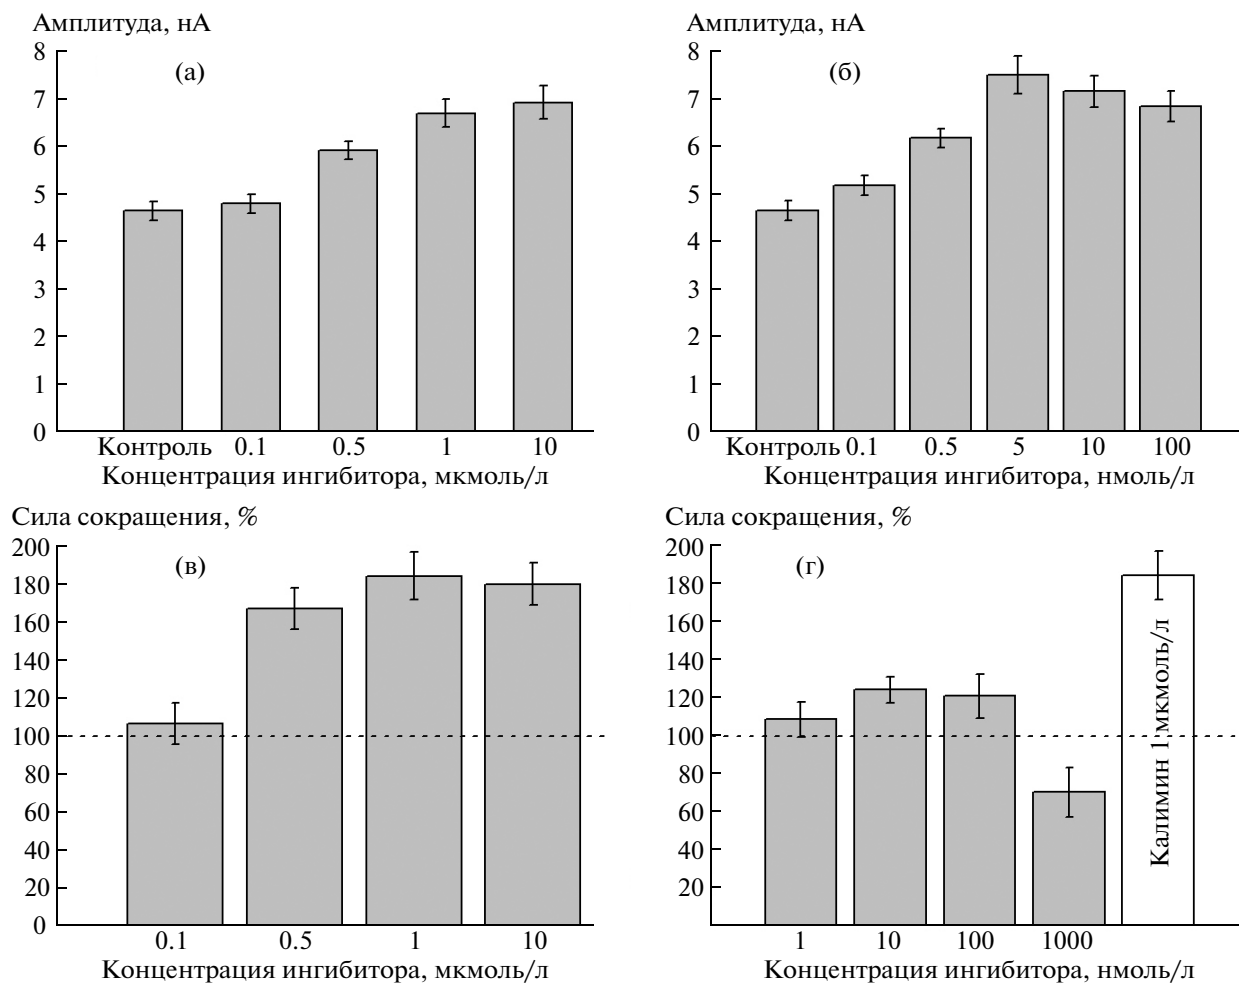 Амплитуда, нА
(а)
8
7
6
5
4
3
2
1
0
Контроль 0.1 0.5 1 10
Концентрация ингибитора, мкмоль/л
Амплитуда, нА
(б)
8
7
6
5
4
3
2
1
0
Контроль 0.1 0.5 5 10 100
Концентрация ингибитора, нмоль/л
Сила сокращения, %
(в)
200
180
160
140
120
100
80
60
40
20
0
0.1 0.5 1 10
Концентрация ингибитора, мкмоль/л
Сила сокращения, %
(г)
200
180
160
140
120
100
80
60
40
20
Калимин 1 мкмоль/л
1 10 100 1000
Концентрация ингибитора, нмоль/л